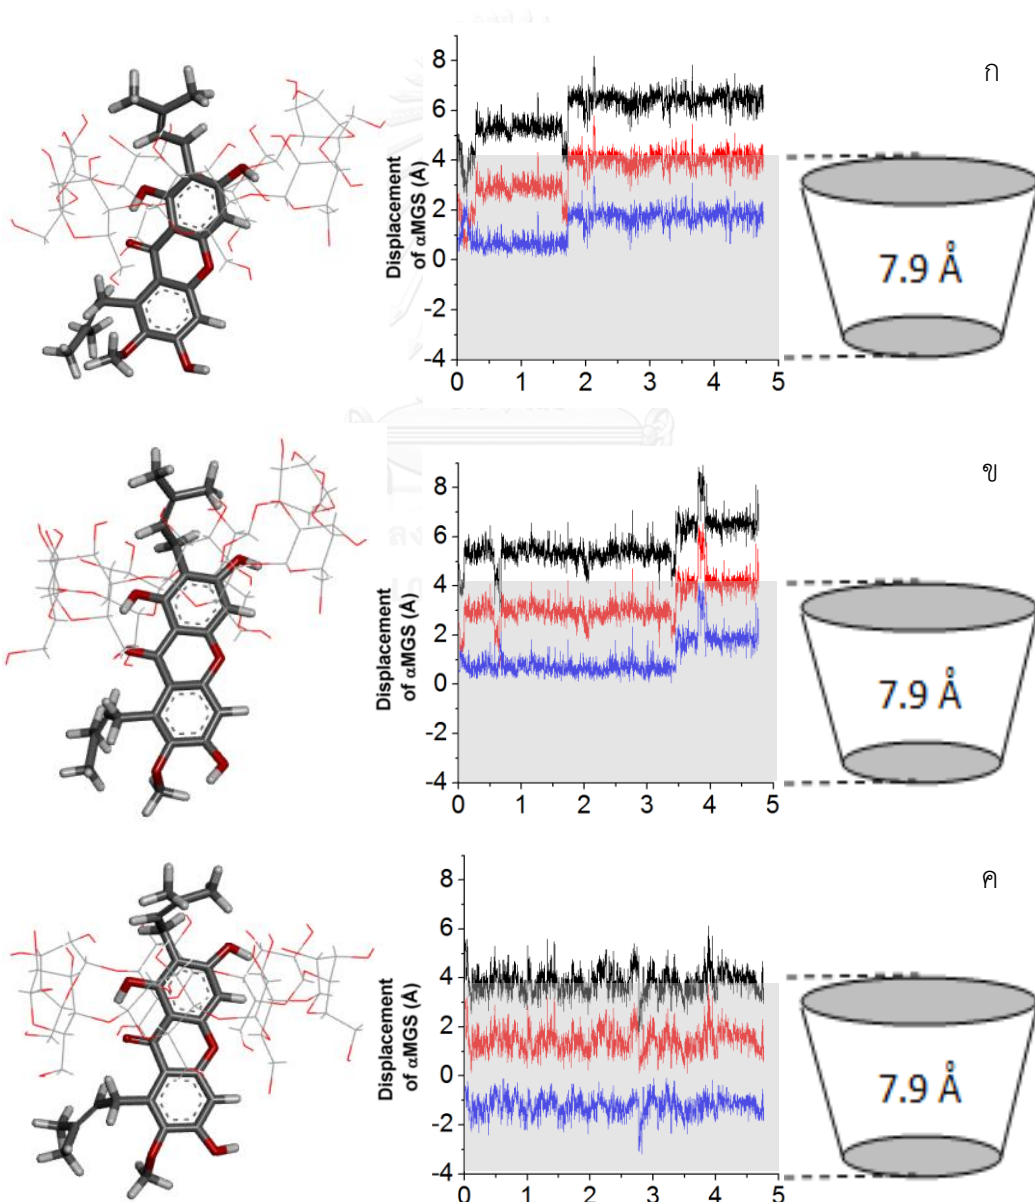 ก
8
6
4
2
0
-2
-4
Displacement
of αMGS (Å)
0 1 2 3 4 5
7.9 Å
ข
8
6
4
2
0
-2
-4
Displacement
of αMGS (Å)
0 1 2 3 4 5
7.9 Å
ค
8
6
4
2
0
-2
-4
Displacement
of αMGS (Å)
0 1 2 3 4 5
7.9 Å